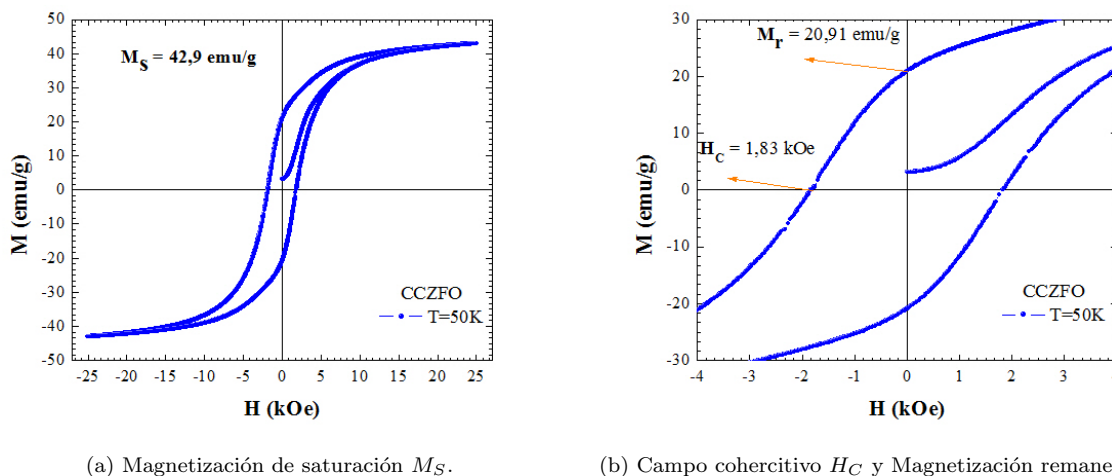 M_S = 42,9 emu/g
M (emu/g)
50
40
30
20
10
0
-10
-20
-30
-40
-50
CCZFO
T=50K
-25 -20 -15 -10 -5 0 5 10 15 20 25
H (kOe)
(a) Magnetización de saturación M_S.
M_r = 20,91 emu/g
H_C = 1,83 kOe
M (emu/g)
30
20
10
0
-10
-20
-30
CCZFO
T=50K
-4 -3 -2 -1 0 1 2 3
H (kOe)
(b) Campo cohercitivo H_C y Magnetización remane